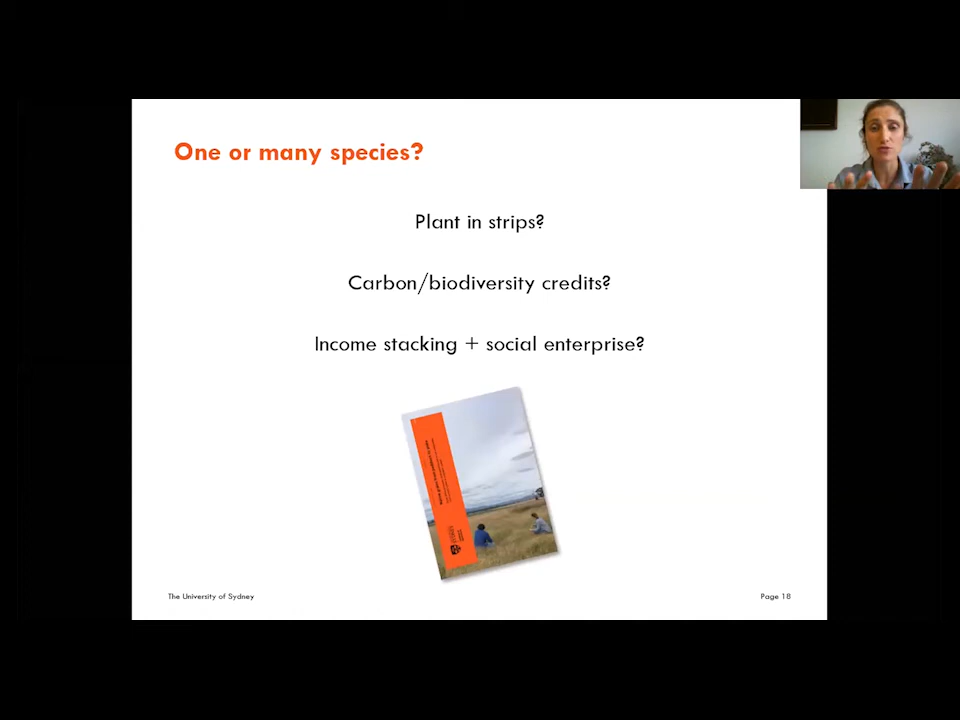 One or many species?
Plant in strips?
Carbon/biodiversity credits?
Income stacking + social enterprise?
The University of Sydney
Page 18